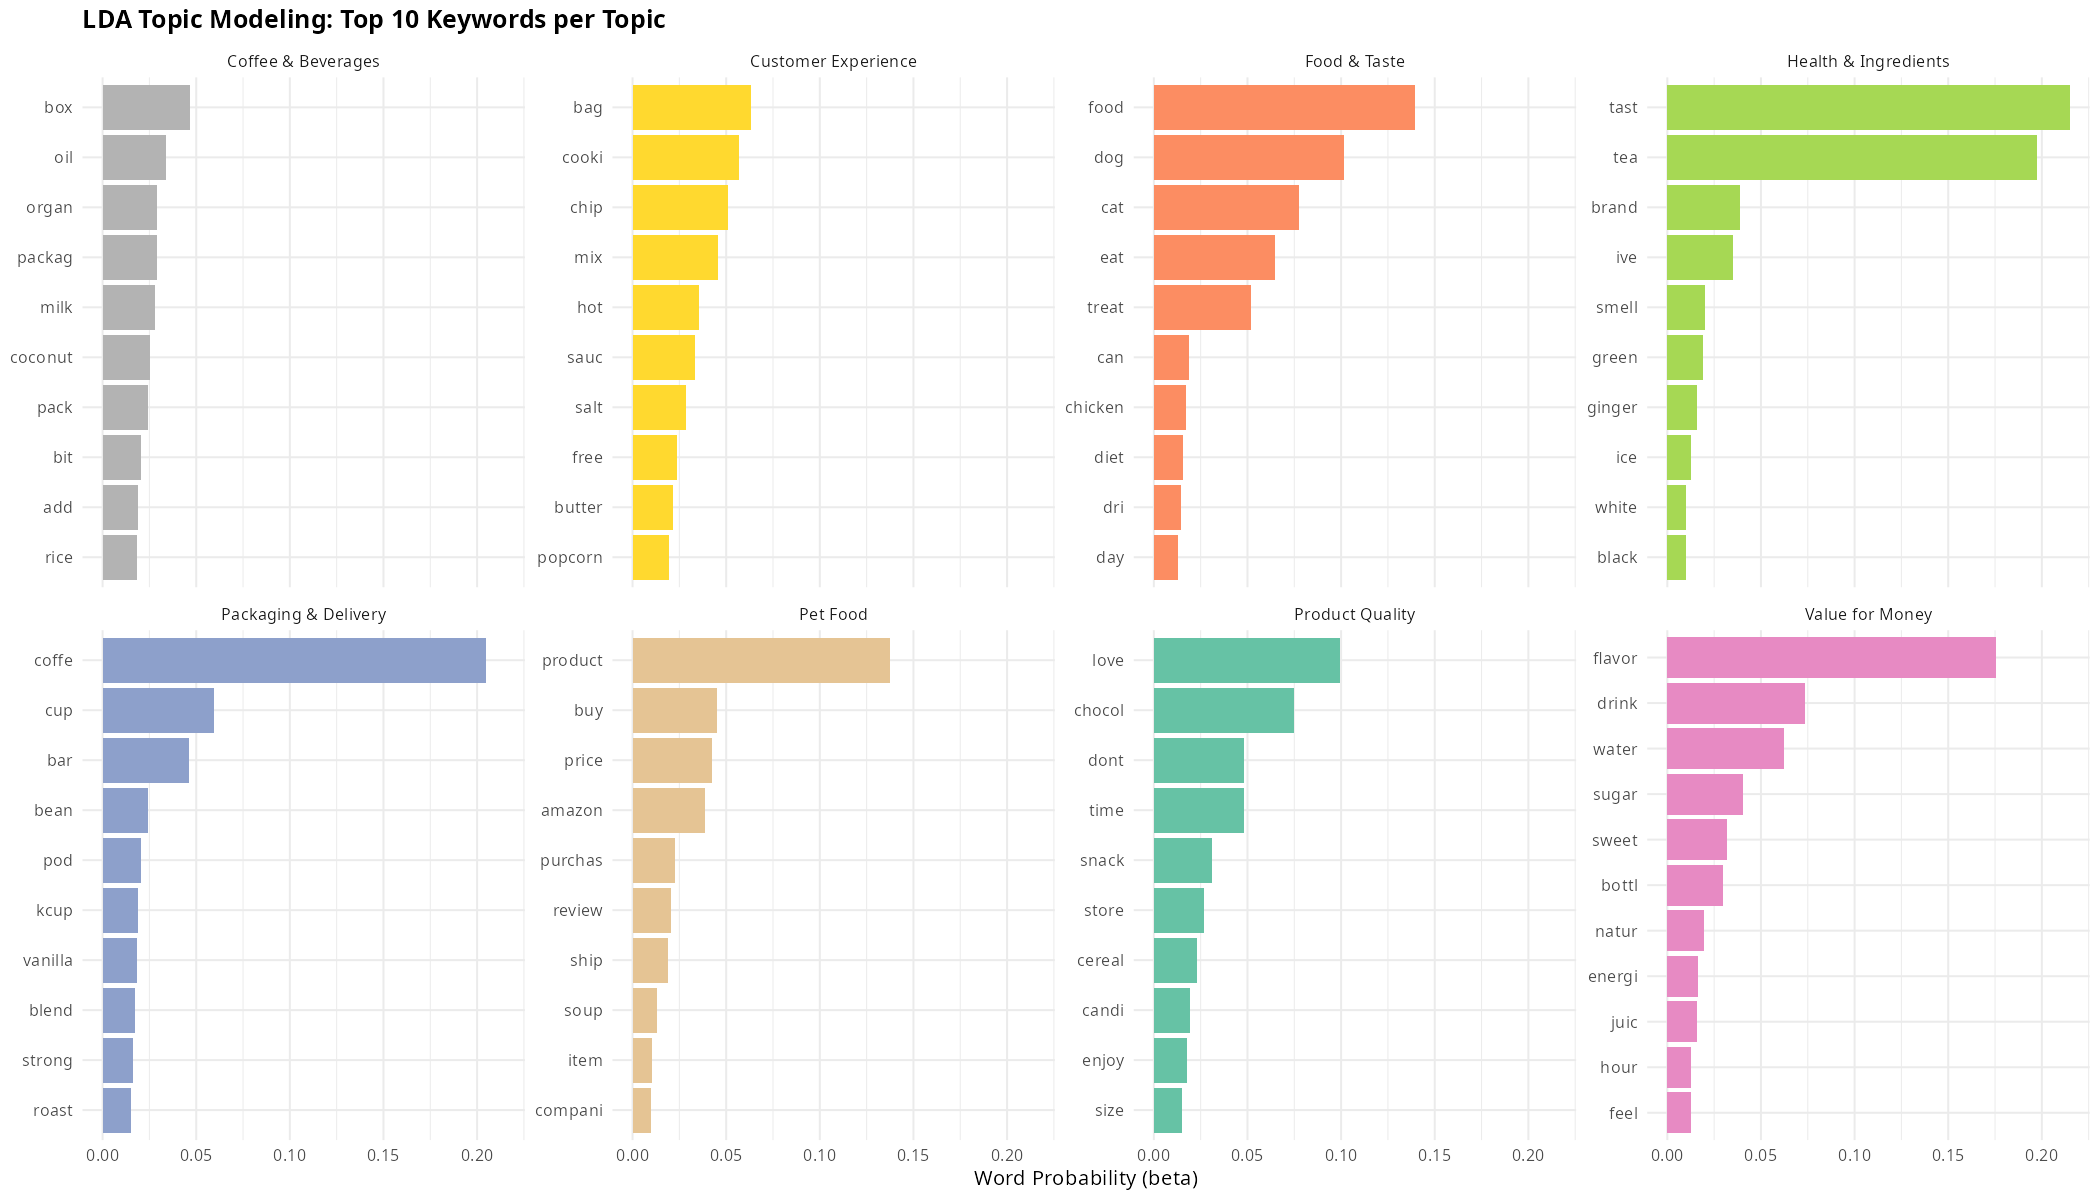 LDA Topic Modeling: Top 10 Keywords per Topic
Coffee & Beverages
box
oil
organ
packag
milk
coconut
pack
bit
add
rice
Customer Experience
bag
cooki
chip
mix
hot
sauc
salt
free
butter
popcorn
Food & Taste
food
dog
cat
eat
treat
can
chicken
diet
dri
day
Health & Ingredients
tast
tea
brand
ive
smell
green
ginger
ice
white
black
Packaging & Delivery
coffe
cup
bar
bean
pod
kcup
vanilla
blend
strong
roast
0.00 0.05 0.10 0.15 0.20
Pet Food
product
buy
price
amazon
purchas
review
ship
soup
item
compani
0.00 0.05 0.10 0.15 0.20
Product Quality
love
chocol
dont
time
snack
store
cereal
candi
enjoy
size
0.00 0.05 0.10 0.15 0.20
Value for Money
flavor
drink
water
sugar
sweet
bottl
natur
energi
juic
hour
feel
0.00 0.05 0.10 0.15 0.20
Word Probability (beta)